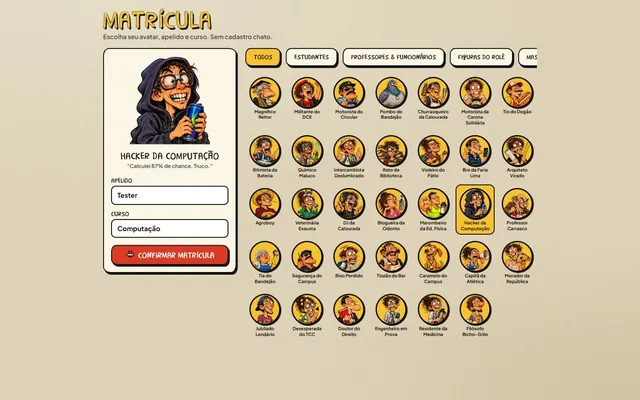 MATRÍCULA
Escolha seu avatar, apelido e curso. Sem cadastro chato.
HACKER DA COMPUTAÇÃO
"Calculei 87% de chance. Truco."
APELIDO
Tester
CURSO
Computação
CONFIRMAR MATRÍCULA
TODOS
ESTUDANTES
PROFESSORES & FUNCIONÁRIOS
FIGURAS DO ROLÊ
MAS
Magnífico Reitor
Militante do DCE
Motorista do Circular
Pombo do Bandejão
Churrasqueiro da Calourada
Motorista da Carona Solidária
Tio do Dogão
Ritmista da Bateria
Químico Maluco
Intercambista Deslumbrado
Rato de Biblioteca
Violeiro do Pátio
Bro da Faria Lima
Arquiteto Virado
Agroboy
Veterinária Exausta
DJ da Calourada
Blogueira da Odonto
Marombeiro da Ed. Física
Hacker da Computação
Professor Carrasco
Tia do Bandejão
Segurança do Campus
Bixo Perdido
Tiozão do Bar
Caramelo do Campus
Capitã da Atlética
Morador da República
Jubilado Lendário
Desesperada do TCC
Doutor do Direito
Engenheiro em Prova
Residente da Medicina
Filósofo Bicho-Grilo